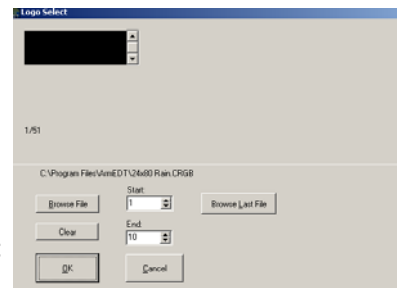 Logo Select
1/51
C:\Program Files\ArmEDT\24x80 Rain.CRGB
Start
Browse File
1
Browse Last File
End
Clear
10
OK
Cancel